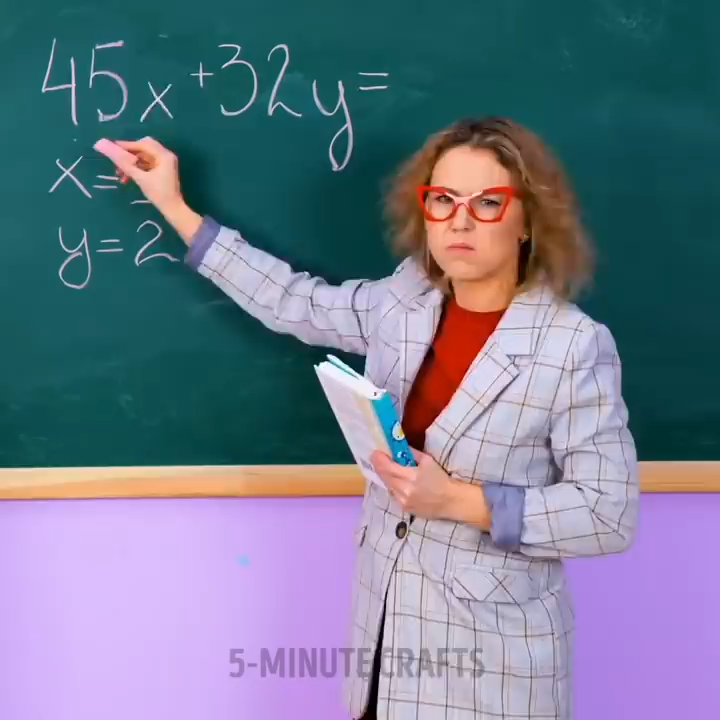 45x+32y=
x=
y=2
5-MINUTE CRAFTS